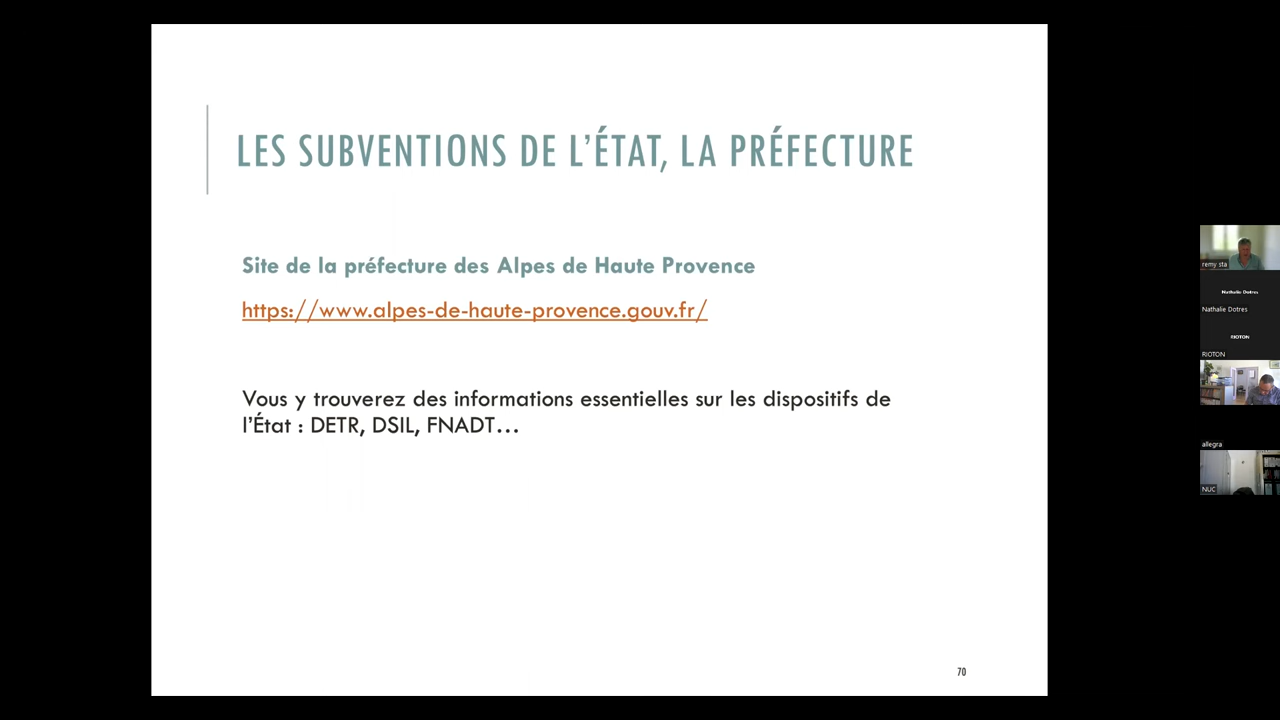 LES SUBVENTIONS DE L'ÉTAT, LA PRÉFECTURE
Site de la préfecture des Alpes de Haute Provence
https://www.alpes-de-haute-provence.gouv.fr/
Vous y trouverez des informations essentielles sur les dispositifs de
l'État : DETR, DSIL, FNADT...
70
remy sta
Nathalie Dotres
Nathalie Dotres
RIOTON
RIOTON
allegra
NUC